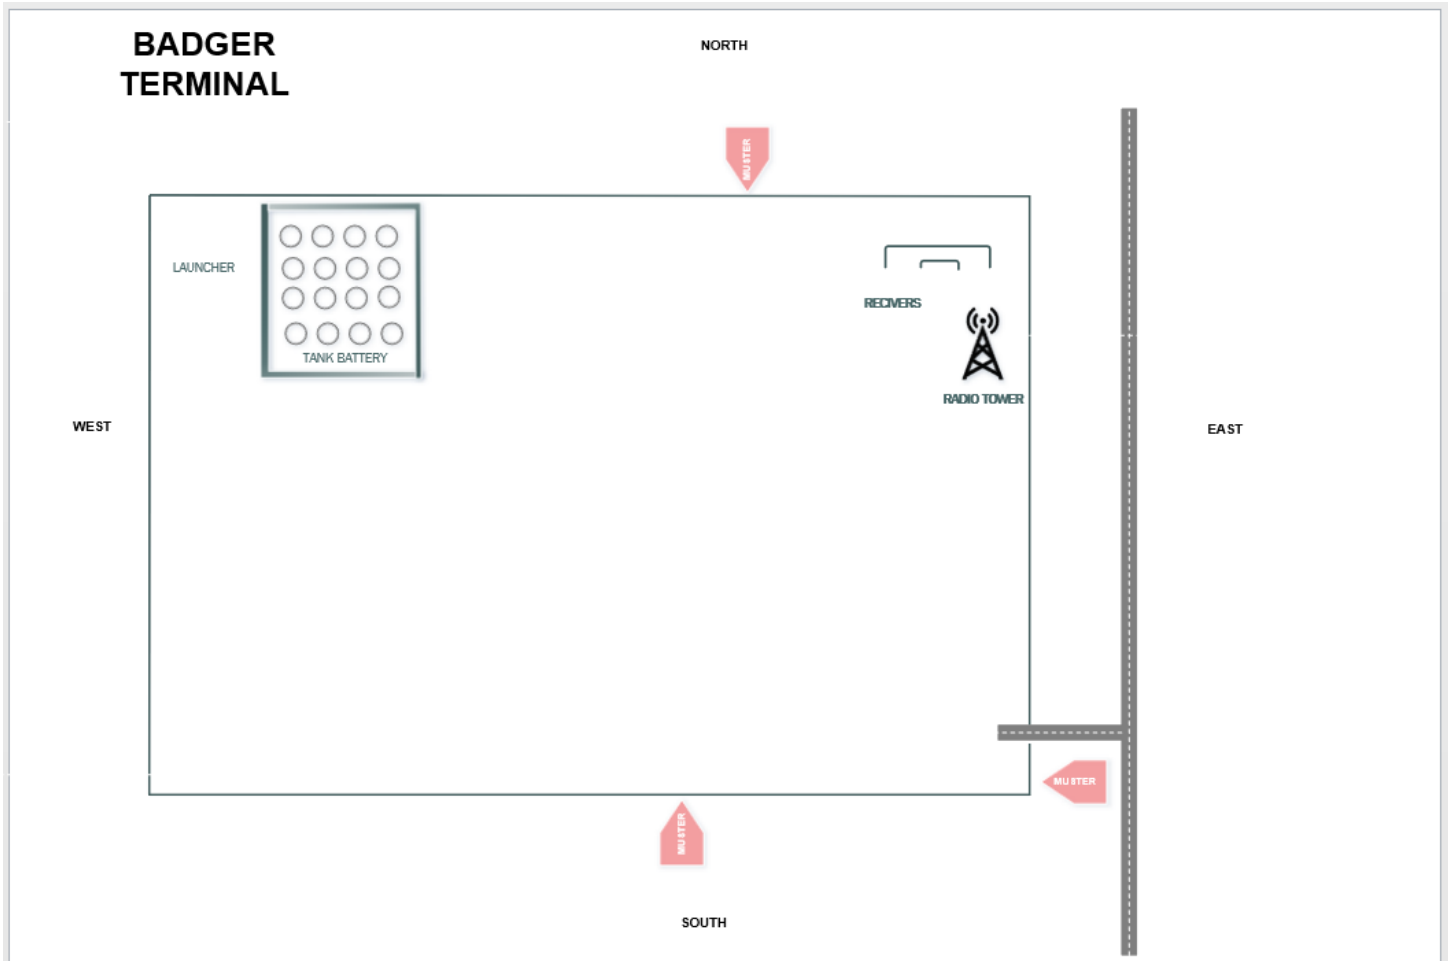 BADGER
TERMINAL
NORTH
MUSTER
LAUNCHER
RECIVERS
TANK BATTERY
RADIO TOWER
WEST
EAST
MUSTER
MUSTER
SOUTH